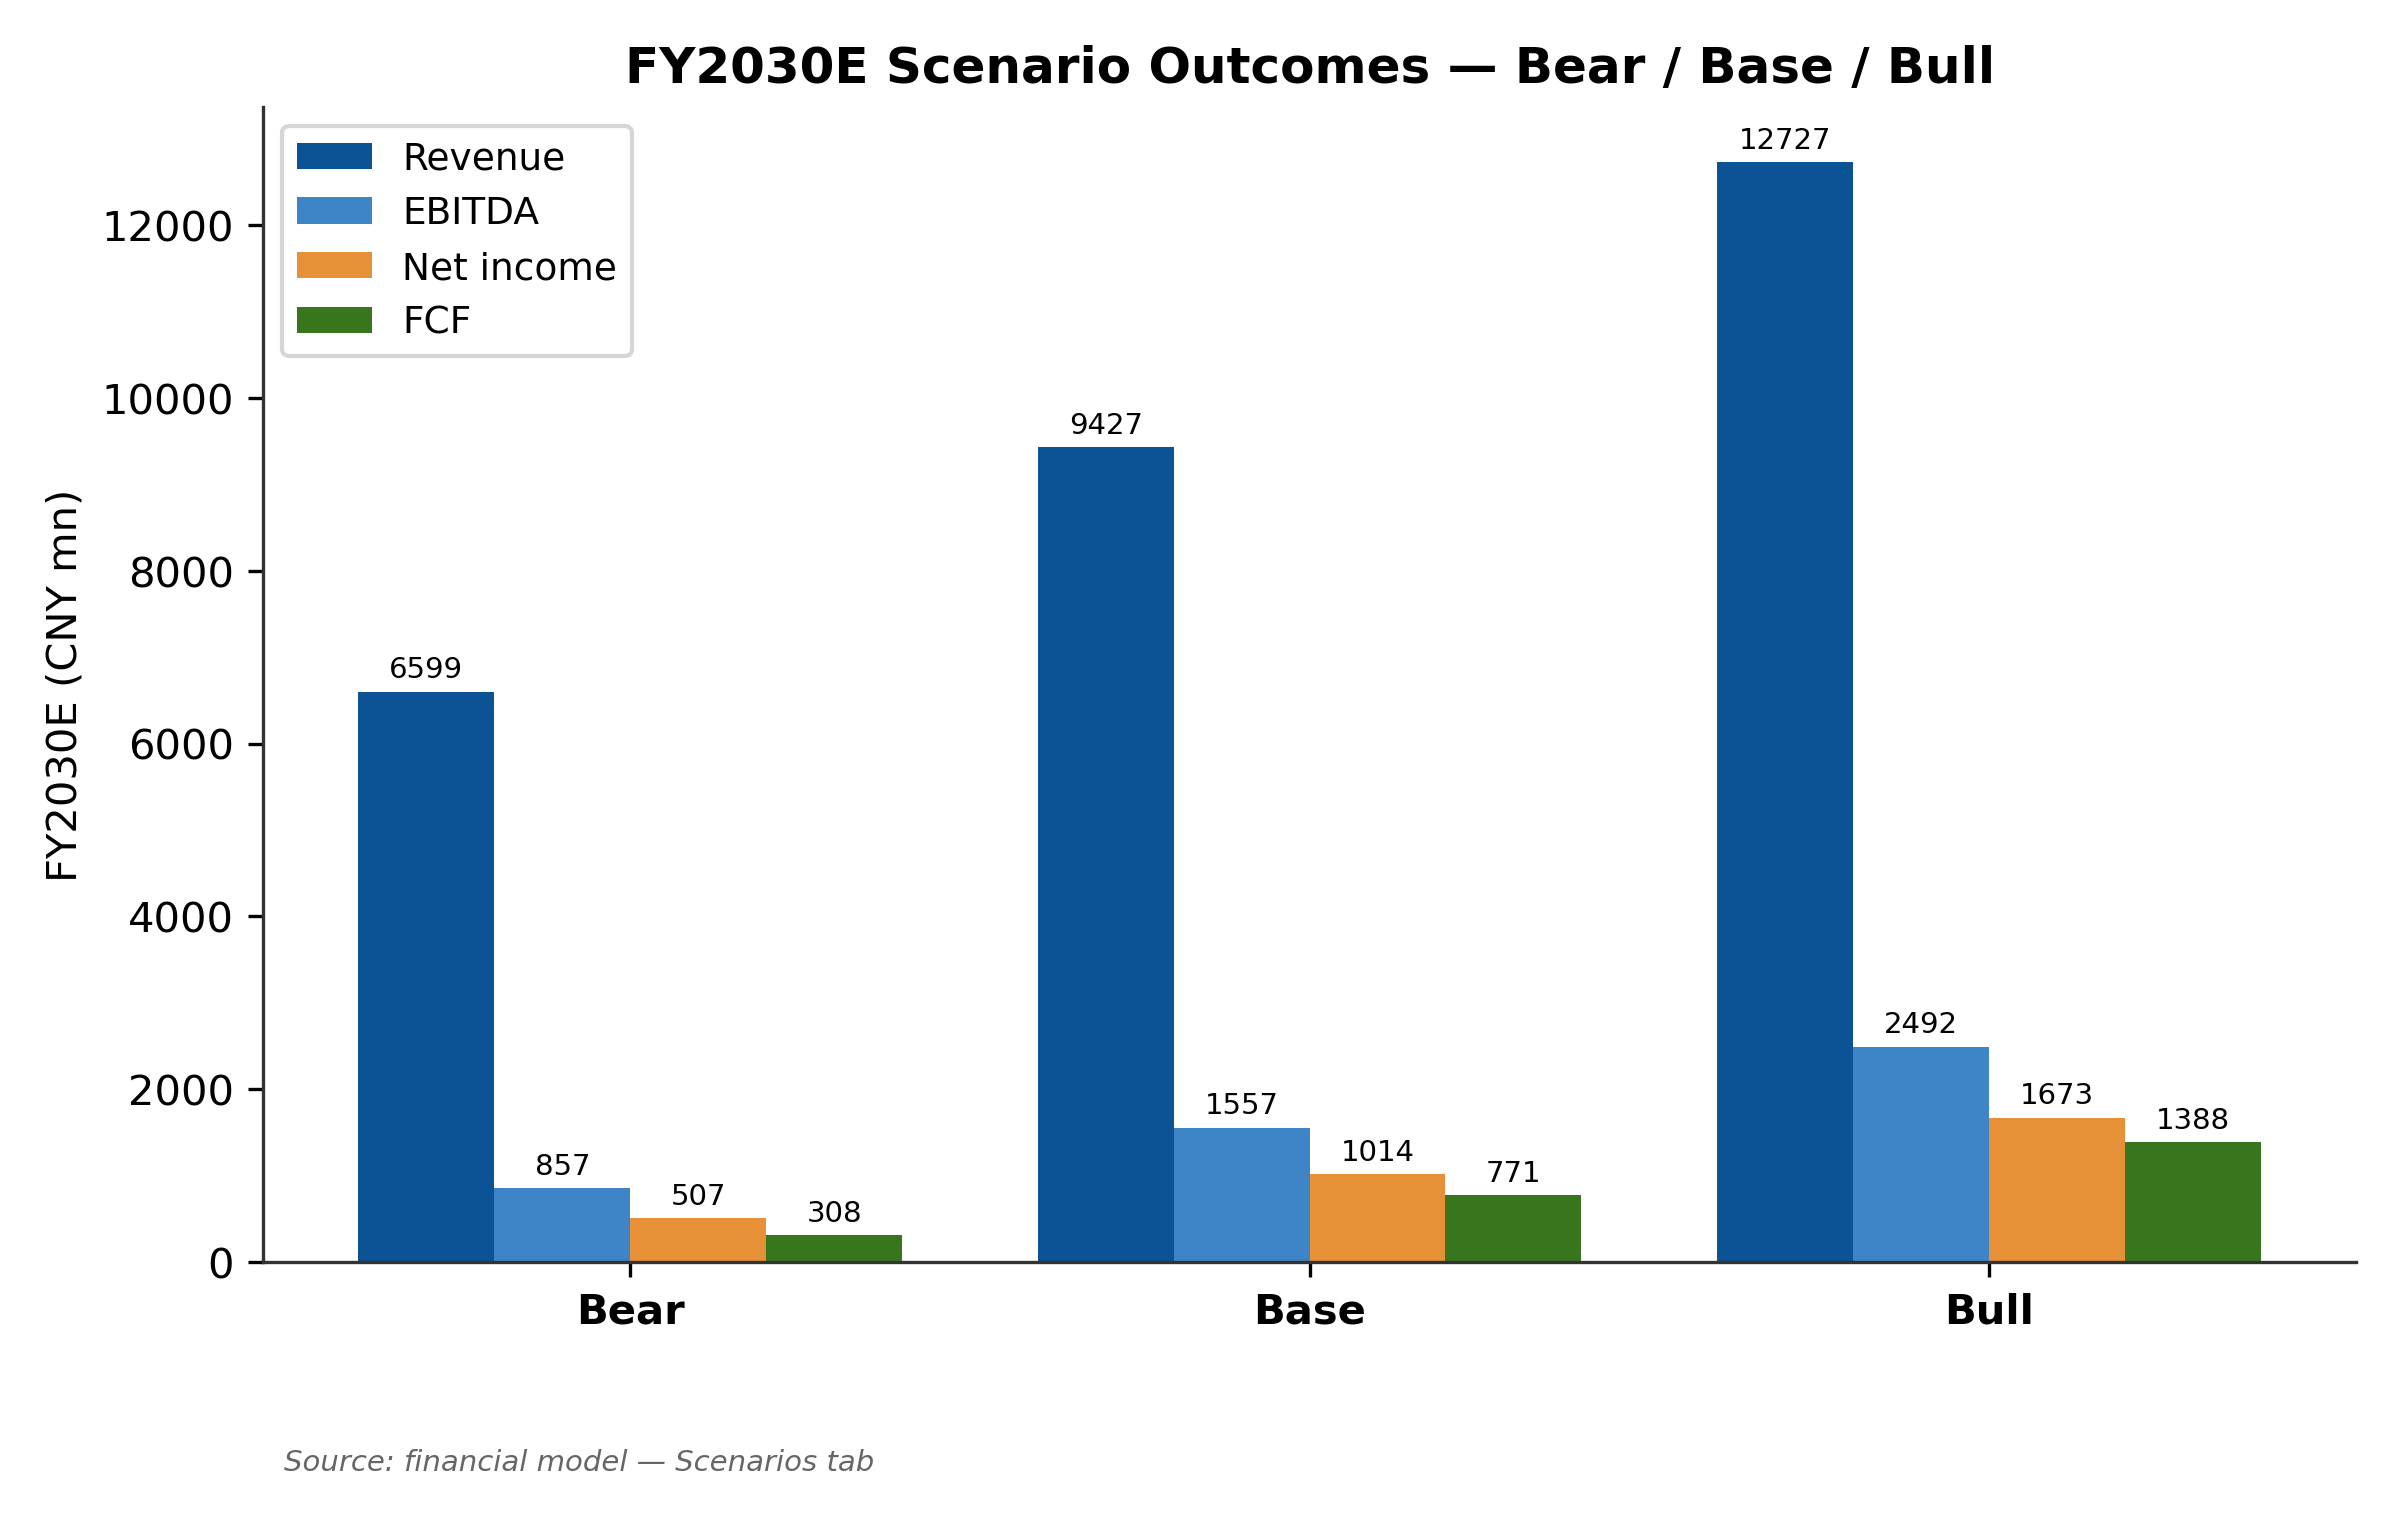 FY2030E Scenario Outcomes — Bear / Base / Bull
Revenue
EBITDA
Net income
FCF
FY2030E (CNY mn)
12000
10000
8000
6000
4000
2000
0
6599
857
507
308
9427
1557
1014
771
12727
2492
1673
1388
Bear
Base
Bull
Source: financial model — Scenarios tab